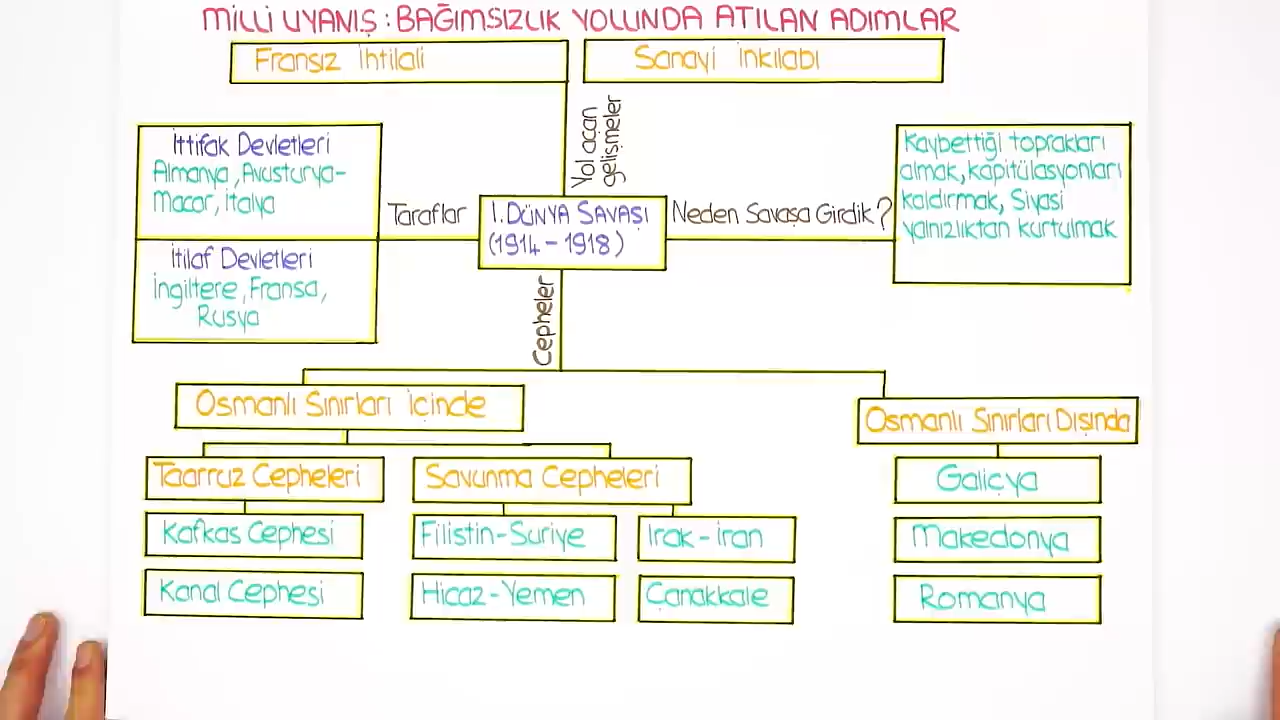 MİLLİ UYANIŞ: BAĞIMSIZLIK YOLUNDA ATILAN ADIMLAR
Fransız İhtilali
Sanayi İnkılabı
Yol açan
gelişmeler
İttifak Devletleri
Almanya, Avusturya-
Macar, İtalya
Taraflar
I. DÜNYA SAVAŞI
(1914-1918)
Neden Savaşa Girdik?
Kaybettiği toprakları
almak, kapitülasyonları
kaldırmak, Siyasi
yalnızlıktan kurtulmak
İtilaf Devletleri
İngiltere, Fransa,
Rusya
Cepheler
Osmanlı Sınırları içinde
Osmanlı Sınırları Dışında
Taarruz Cepheleri
Savunma Cepheleri
Galiçya
Kafkas Cephesi
Filistin-Suriye
Irak-İran
Makedonya
Kanal Cephesi
Hicaz-Yemen
Çanakkale
Romanya